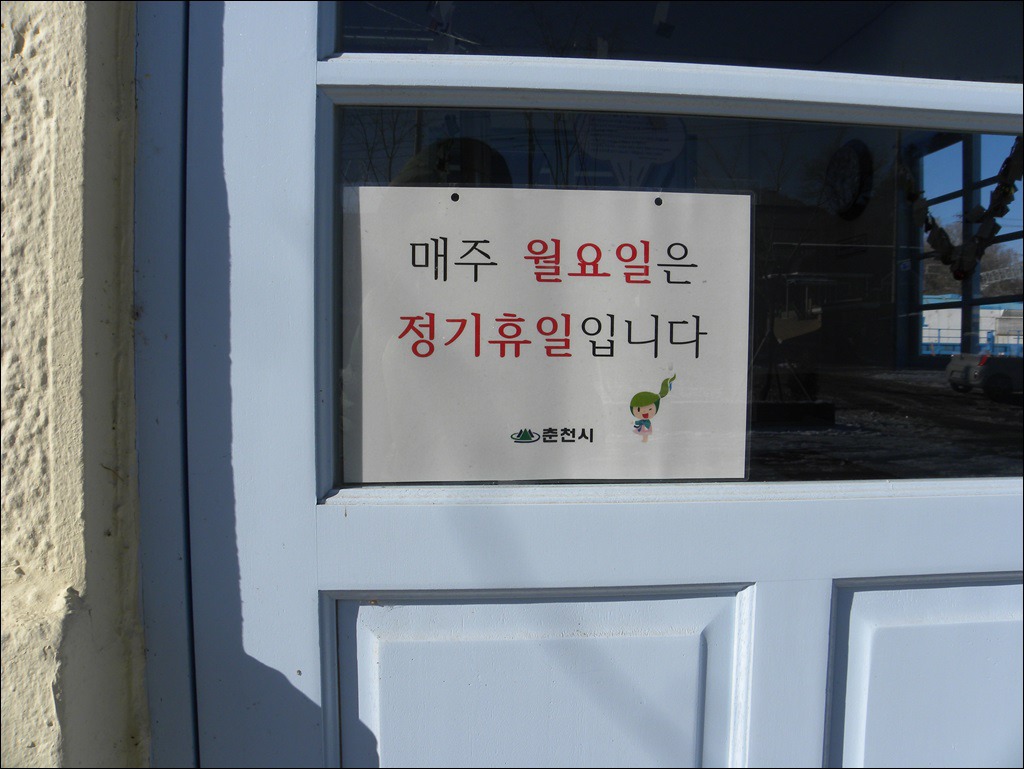 매주 월요일은
정기휴일입니다
춘천시